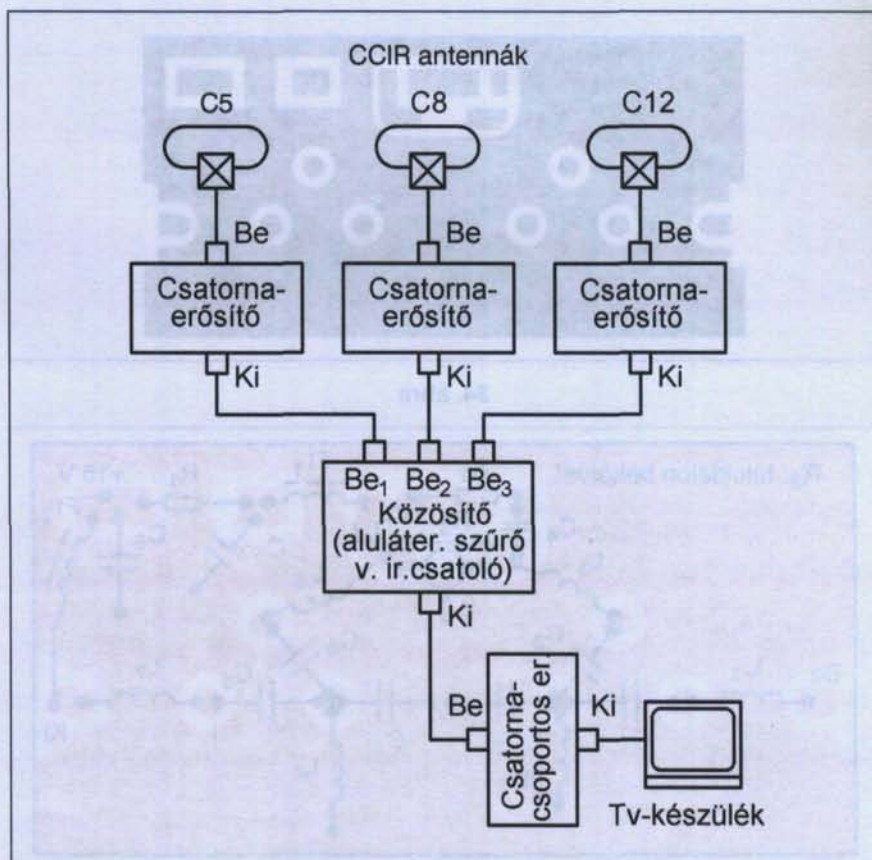 CCIR antennák
C5
C8
C12
Be
Be
Be
Csatorna-
erősítő
Csatorna-
erősítő
Csatorna-
erősítő
Ki
Ki
Ki
Be₁ Be₂ Be₃
Közösítő
(aluláter. szűrő
v. ir.csatoló)
Ki
Be
Csatorna-
csoportos er.
Ki
Tv-készülék